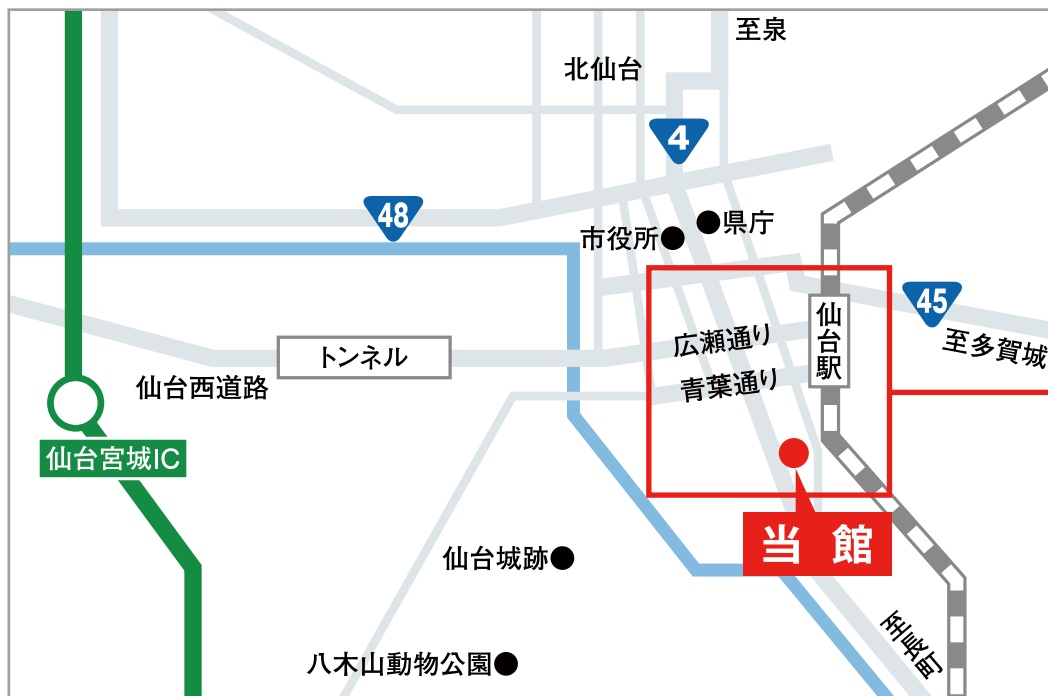 至泉
北仙台
4
48
市役所
県庁
45
仙台駅
広瀬通り
至多賀城
トンネル
青葉通り
仙台西道路
仙台宮城IC
当館
仙台城跡
至長町
八木山動物公園